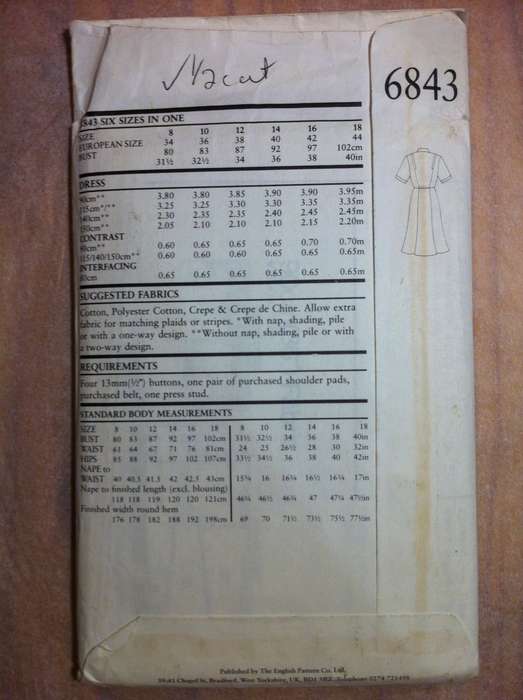 √ 1/2 cut
6843
6843 SIX SIZES IN ONE
SIZE 8 10 12 14 16 18
EUROPEAN SIZE 34 36 38 40 42 44
BUST 80 83 87 92 97 102cm
31½ 32½ 34 36 38 40in
DRESS
90cm** 3.80 3.80 3.85 3.90 3.90 3.95m
115cm*/** 3.25 3.25 3.30 3.30 3.35 3.35m
140cm** 2.30 2.35 2.35 2.40 2.45 2.45m
150cm** 2.05 2.10 2.10 2.10 2.15 2.20m
CONTRAST
90cm** 0.60 0.65 0.65 0.65 0.70 0.70m
115/140/150cm** 0.60 0.60 0.60 0.65 0.65 0.65m
INTERFACING
80cm 0.65 0.65 0.65 0.65 0.65 0.65m
SUGGESTED FABRICS
Cotton, Polyester Cotton, Crepe & Crepe de Chine. Allow extra
fabric for matching plaids or stripes. *With nap, shading, pile
or with a one-way design. **Without nap, shading, pile or with
a two-way design.
REQUIREMENTS
Four 13mm(½") buttons, one pair of purchased shoulder pads,
purchased belt, one press stud.
STANDARD BODY MEASUREMENTS
SIZE 8 10 12 14 16 18 8 10 12 14 16 18
BUST 80 83 87 92 97 102cm 31½ 32½ 34 36 38 40in
WAIST 61 64 67 71 76 81cm 24 25 26½ 28 30 32in
HIPS 85 88 92 97 102 107cm 33½ 34½ 36 38 40 42in
NAPE to
WAIST 40 40.5 41.5 42 42.5 43cm 15¾ 16 16¼ 16½ 16¾ 17in
Nape to finished length (excl. blousing)
118 118 119 120 120 121cm 46¼ 46½ 46¾ 47 47¼ 47½in
Finished width round hem
176 178 182 188 192 198cm 69 70 71½ 73½ 75½ 77½in
Published by The English Pattern Co. Ltd,
39/41 Chapel St, Bradford, West Yorkshire, UK, BD1 5BZ. Telephone 0274 721498